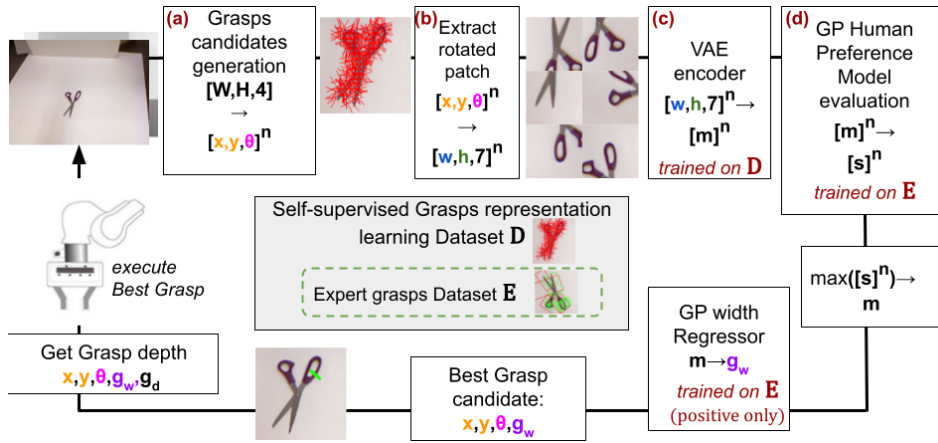 (a)
Grasps
candidates
generation
[W,H,4]
→
[x,y,θ]ⁿ
(b)
Extract
rotated
patch
[x,y,θ]ⁿ
→
[w,h,7]ⁿ
(c)
VAE
encoder
[w,h,7]ⁿ→
[m]ⁿ
trained on D
(d)
GP Human
Preference
Model
evaluation
[m]ⁿ→
[s]ⁿ
trained on E
max([s]ⁿ)→
m
GP width
Regressor
m→g_w
trained on E
(positive only)
Best Grasp
candidate:
x,y,θ,g_w
Get Grasp depth
x,y,θ,g_w,g_d
execute
Best Grasp
Self-supervised Grasps representation
learning Dataset D
Expert grasps Dataset E